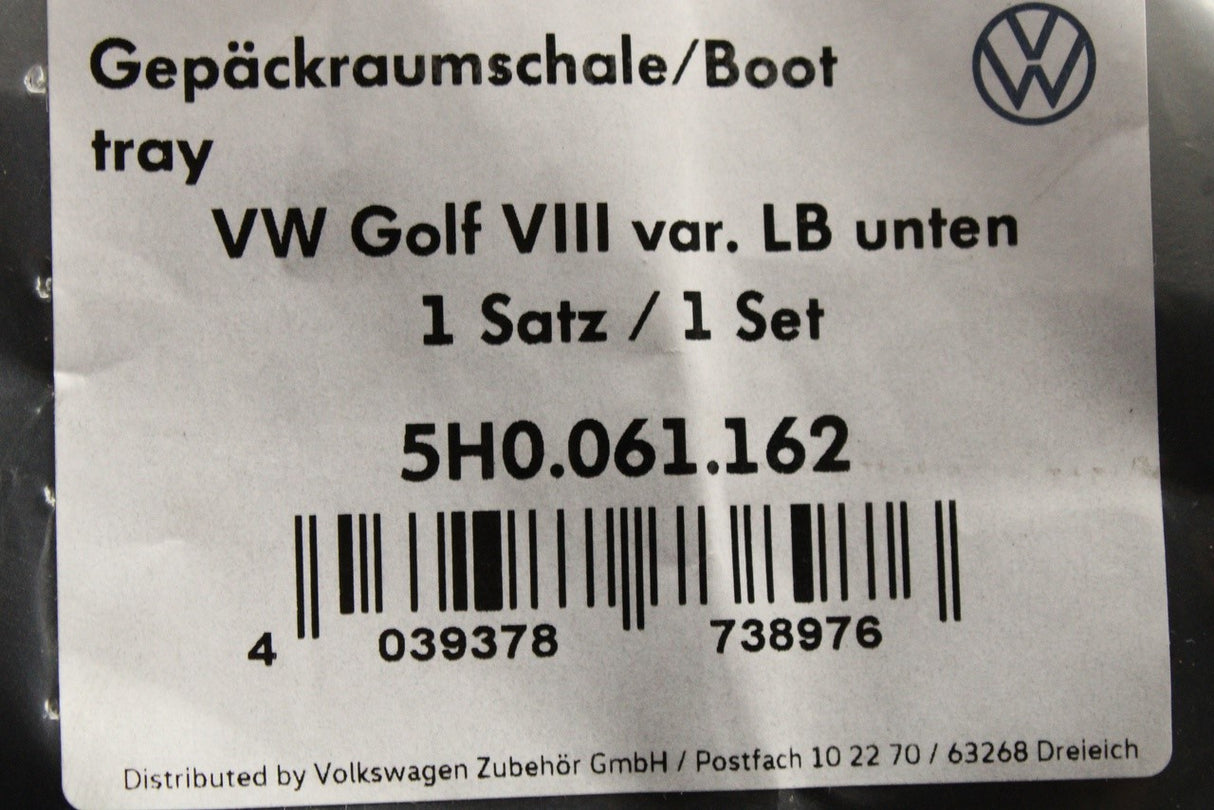 Gepäckraumschale/Boot
tray
VW Golf VIII var. LB unten
1 Satz / 1 Set
5H0.061.162
4 039378 738976
Distributed by Volkswagen Zubehör GmbH / Postfach 10 22 70 / 63268 Dreieich